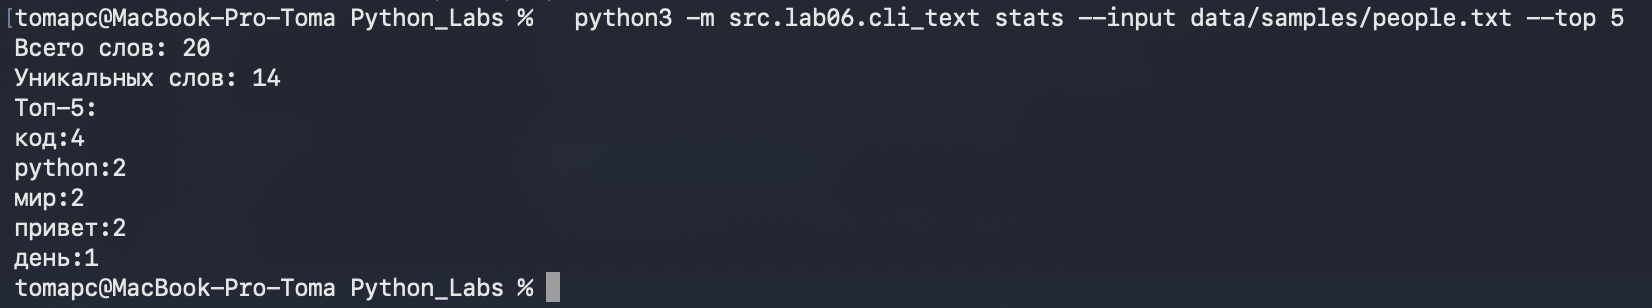 [tomapc@MacBook-Pro-Toma Python_Labs %   python3 -m src.lab06.cli_text stats --input data/samples/people.txt --top 5
Всего слов: 20
Уникальных слов: 14
Топ-5:
код:4
python:2
мир:2
привет:2
день:1
tomapc@MacBook-Pro-Toma Python_Labs %